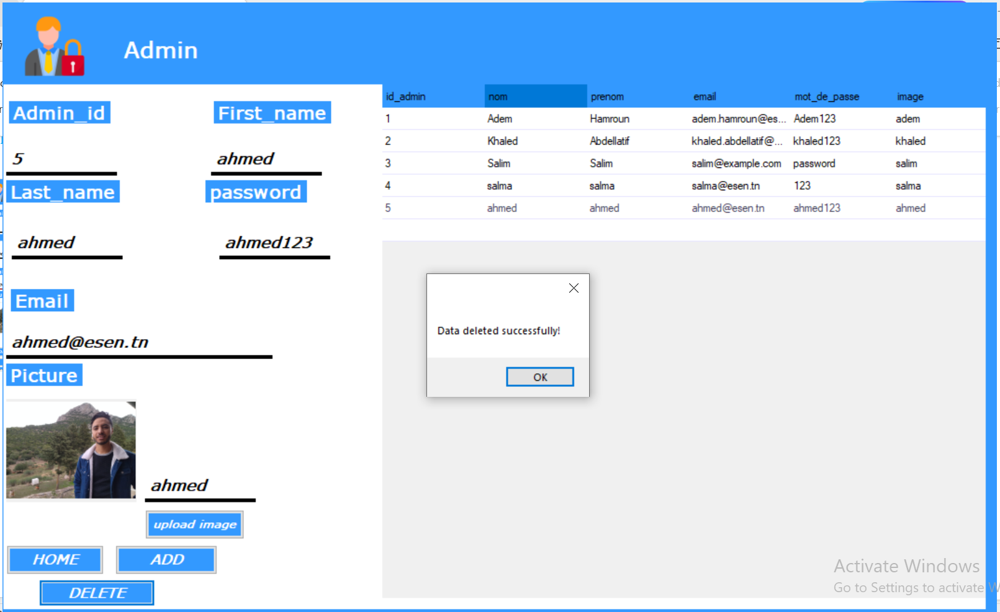 Admin
Admin_id
First_name
5
ahmed
Last_name
password
ahmed
ahmed123
Email
ahmed@esen.tn
Picture
ahmed
upload image
HOME
ADD
DELETE
id_admin nom prenom email mot_de_passe image
1 Adem Hamroun adem.hamroun@es... Adem123 adem
2 Khaled Abdellatif khaled.abdellatif@... khaled123 khaled
3 Salim Salim salim@example.com password salim
4 salma salma salma@esen.tn 123 salma
5 ahmed ahmed ahmed@esen.tn ahmed123 ahmed
Data deleted successfully!
OK
Activate Windows
Go to Settings to activate W